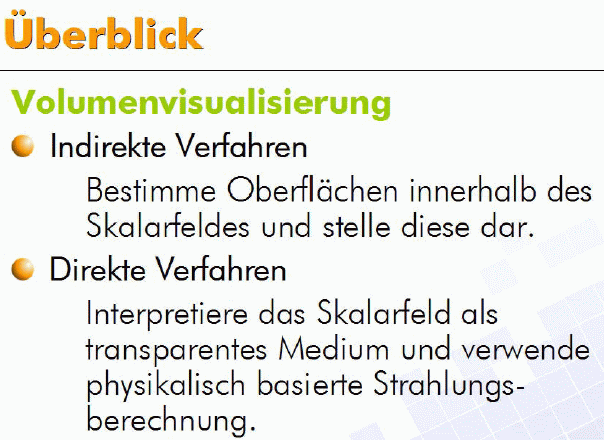 Überblick
Volumenvisualisierung
Indirekte Verfahren
Bestimme Oberflächen innerhalb des
Skalarfeldes und stelle diese dar.
Direkte Verfahren
Interpretiere das Skalarfeld als
transparentes Medium und verwende
physikalisch basierte Strahlungs-
berechnung.